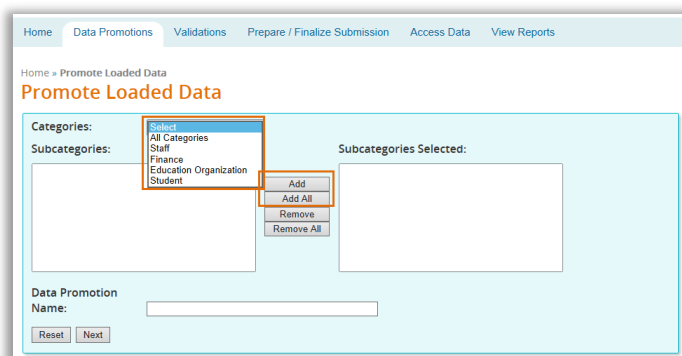 Home Data Promotions Validations Prepare / Finalize Submission Access Data View Reports
Home » Promote Loaded Data
Promote Loaded Data
Categories:
Select
All Categories
Staff
Finance
Education Organization
Student
Subcategories:
Subcategories Selected:
Add
Add All
Remove
Remove All
Data Promotion
Name:
Reset Next